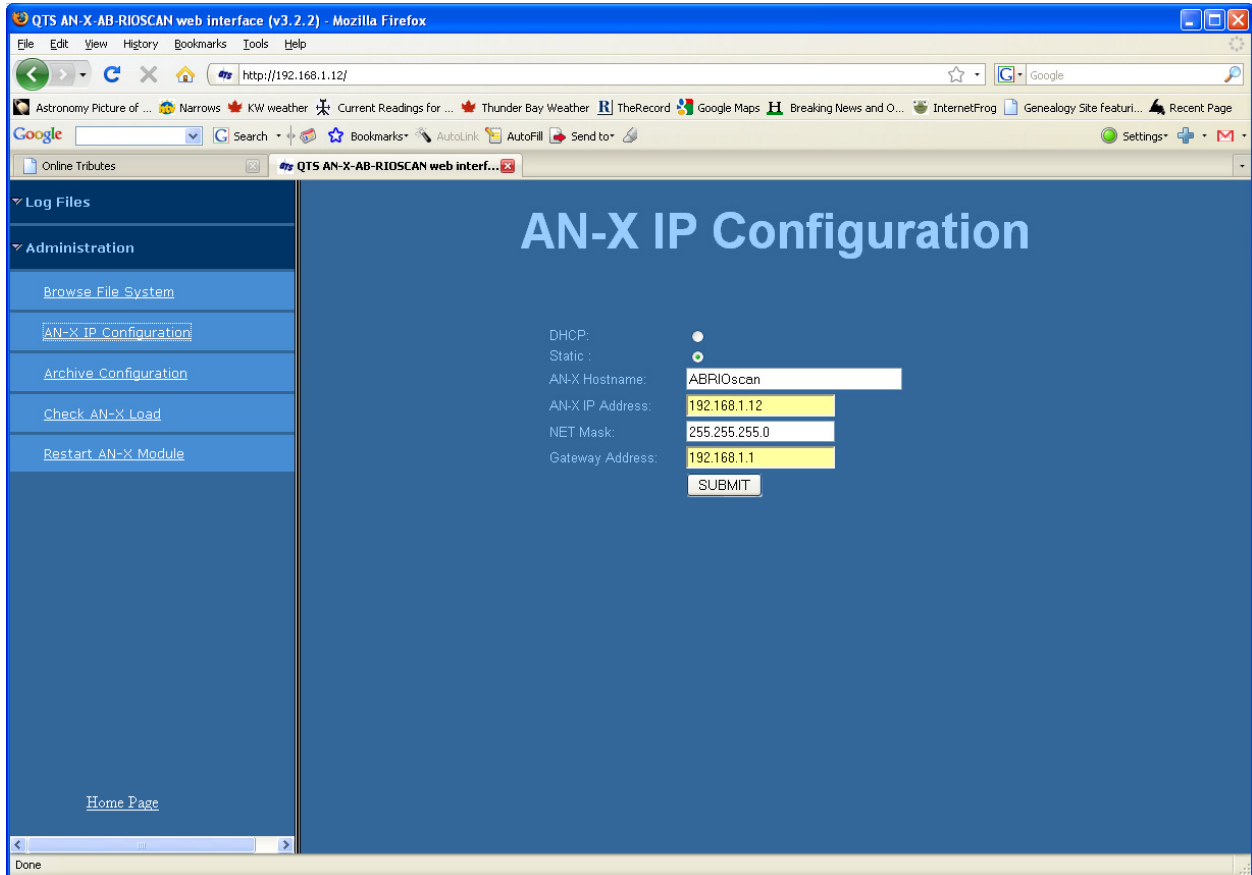 QTS AN-X-AB-RIOSCAN web interface (v3.2.2) - Mozilla Firefox
File Edit View History Bookmarks Tools Help
http://192.168.1.12/
Google
Astronomy Picture of ... Narrows KW weather Current Readings for ... Thunder Bay Weather TheRecord Google Maps Breaking News and O... InternetFrog Genealogy Site featuri... Recent Page
Google Search Bookmarks AutoLink AutoFill Send to Settings
Online Tributes QTS AN-X-AB-RIOSCAN web interf...
Log Files
Administration
Browse File System
AN-X IP Configuration
Archive Configuration
Check AN-X Load
Restart AN-X Module
Home Page
AN-X IP Configuration
DHCP:
Static :
AN-X Hostname: ABRIOscan
AN-X IP Address: 192.168.1.12
NET Mask: 255.255.255.0
Gateway Address: 192.168.1.1
SUBMIT
Done